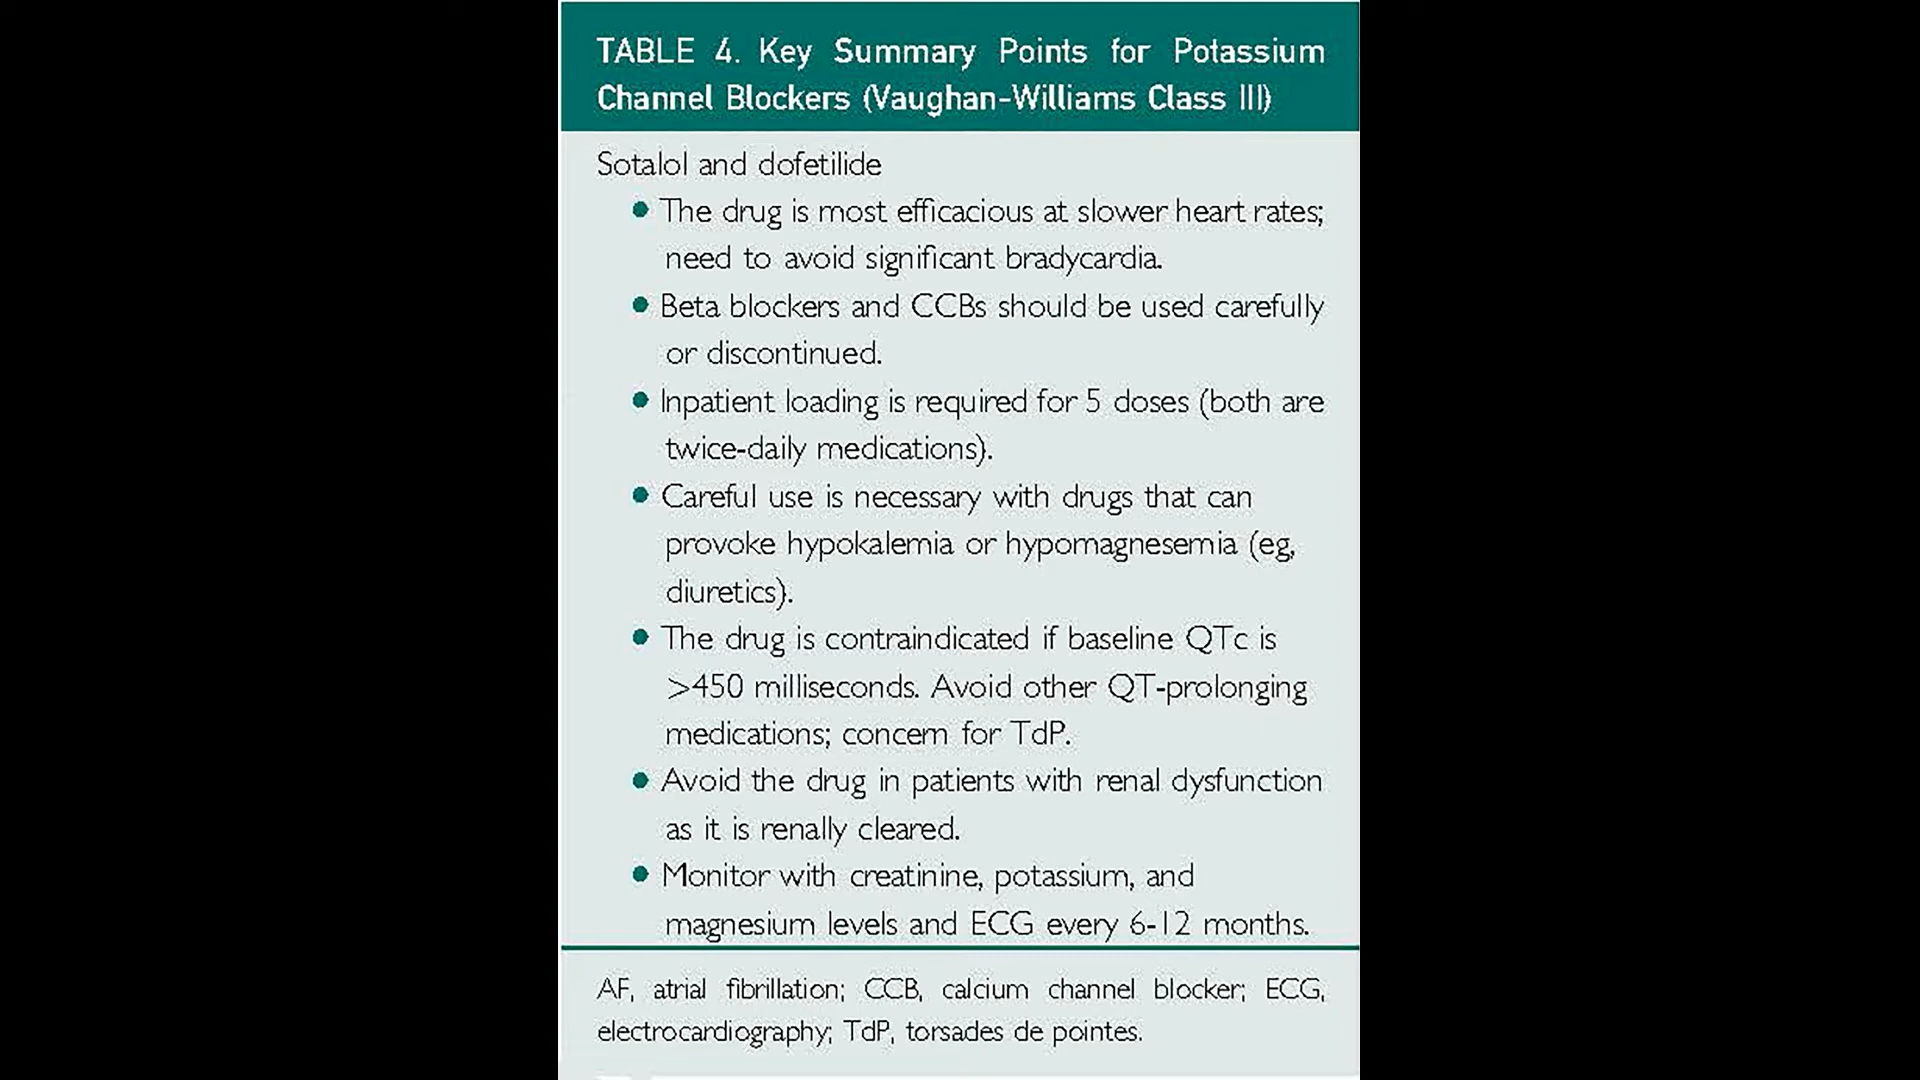 TABLE 4. Key Summary Points for Potassium
Channel Blockers (Vaughan-Williams Class III)
Sotalol and dofetilide
● The drug is most efficacious at slower heart rates;
need to avoid significant bradycardia.
● Beta blockers and CCBs should be used carefully
or discontinued.
● Inpatient loading is required for 5 doses (both are
twice-daily medications).
● Careful use is necessary with drugs that can
provoke hypokalemia or hypomagnesemia (eg,
diuretics).
● The drug is contraindicated if baseline QTc is
>450 milliseconds. Avoid other QT-prolonging
medications; concern for TdP.
● Avoid the drug in patients with renal dysfunction
as it is renally cleared.
● Monitor with creatinine, potassium, and
magnesium levels and ECG every 6-12 months.
AF, atrial fibrillation; CCB, calcium channel blocker; ECG,
electrocardiography; TdP, torsades de pointes.